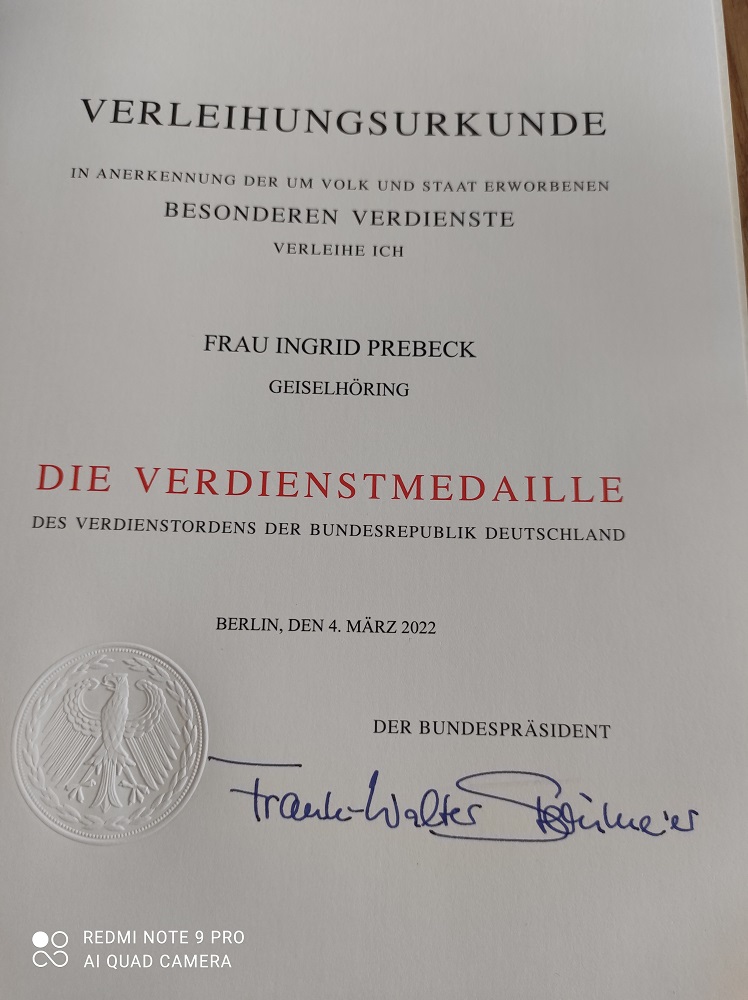 VERLEIHUNGSURKUNDE
IN ANERKENNUNG DER UM VOLK UND STAAT ERWORBENEN
BESONDEREN VERDIENSTE
VERLEIHE ICH
FRAU INGRID PREBECK
GEISELHÖRING
DIE VERDIENSTMEDAILLE
DES VERDIENSTORDENS DER BUNDESREPUBLIK DEUTSCHLAND
BERLIN, DEN 4. MÄRZ 2022
DER BUNDESPRÄSIDENT
Frank-Walter Steinmeier
REDMI NOTE 9 PRO
AI QUAD CAMERA